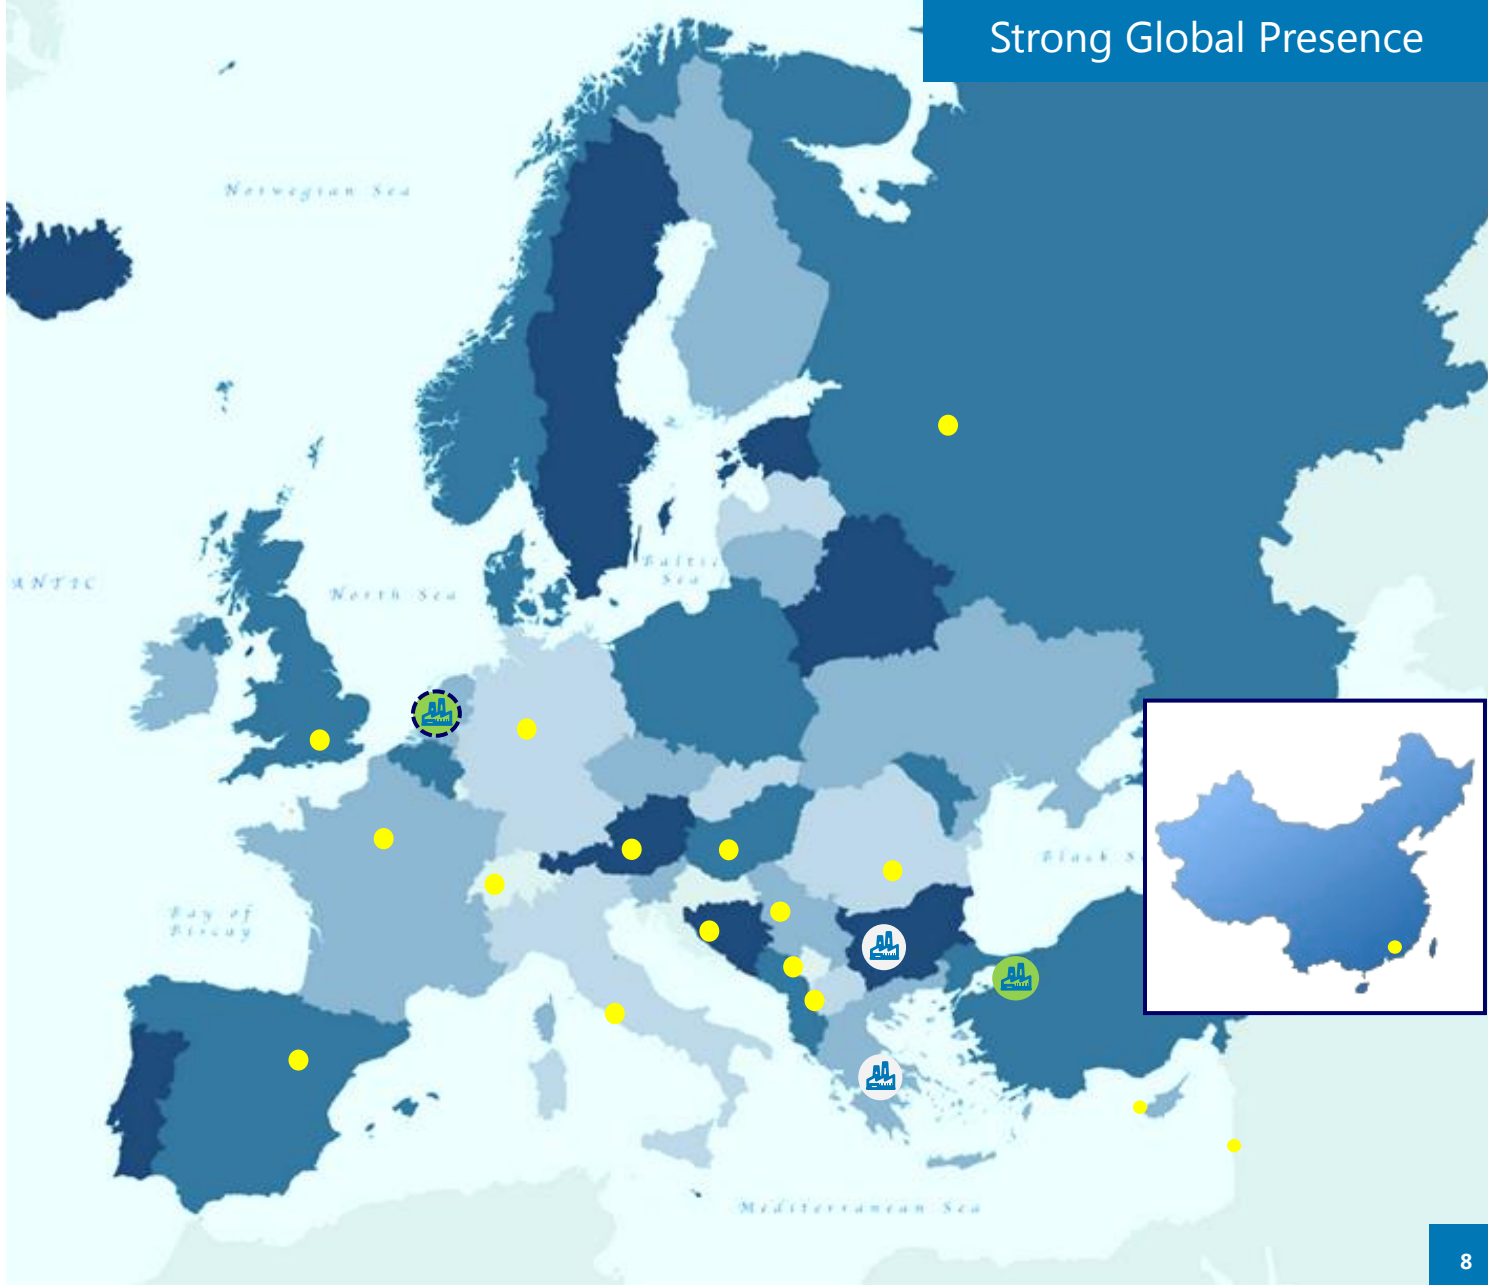 Strong Global Presence
Norwegian Sea
ANTIC
North Sea
Baltic
Sea
Black S
Bay of
Biscay
Mediterranean Sea
8